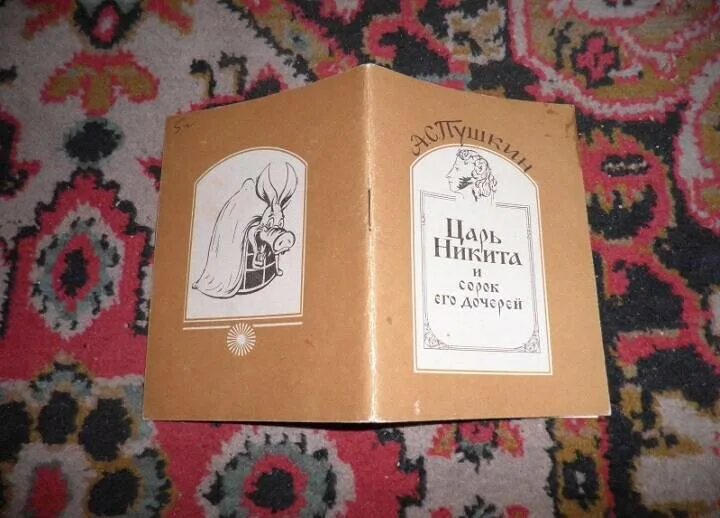 А.С.Пушкин
Царь
Никита
и
сорок
его дочерей